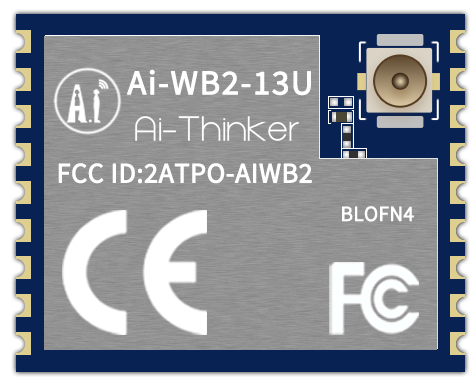 Ai-WB2-13U
A.i
Ai-Thinker
FCC ID:2ATPO-AIWB2
BLOFN4
CE
FC